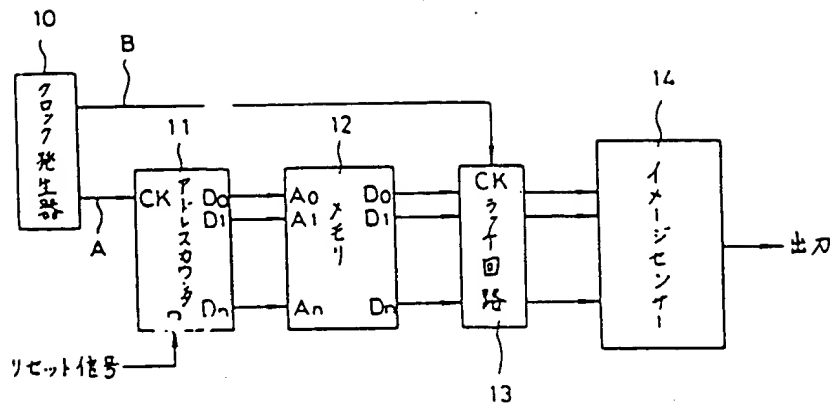 10
クロック発生器
B
A
11
CK
アドレスカウンタ
D0
D1
Dn
リセット信号
12
A0
A1
An
メモリ
D0
D1
Dn
CK
ラッチ回路
13
14
イメージセンサー
出力